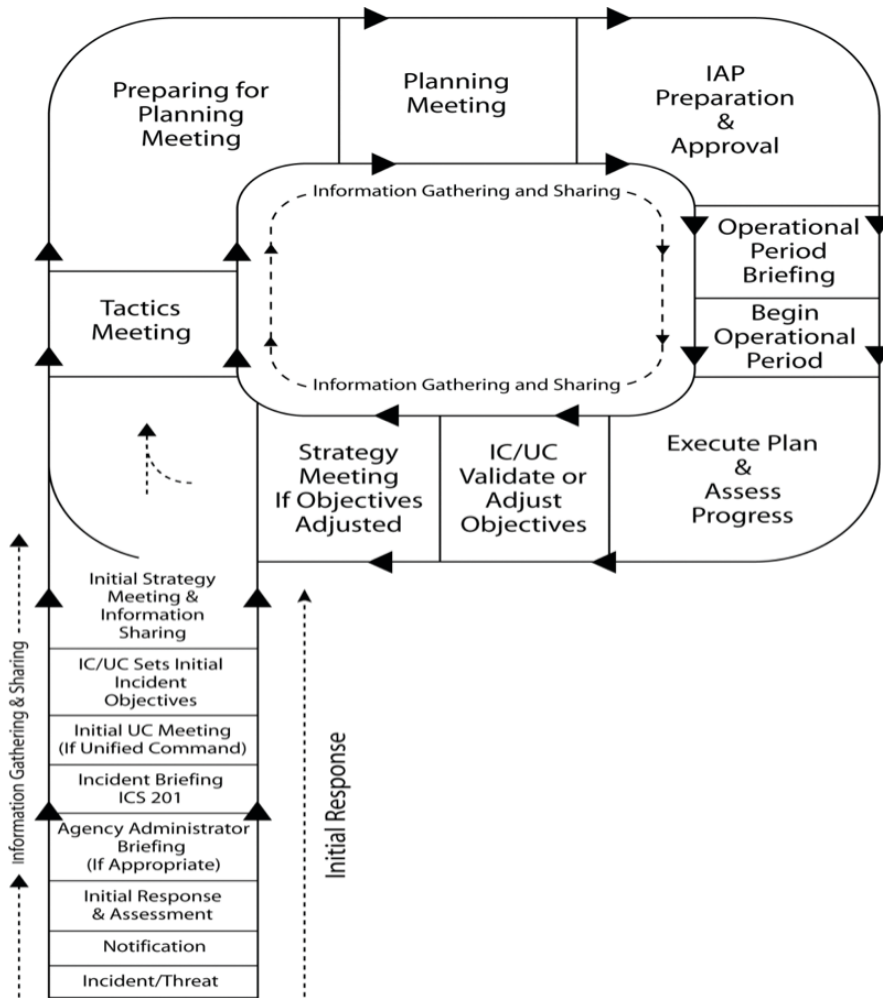 Preparing for
Planning
Meeting
Planning
Meeting
IAP
Preparation
&
Approval
Information Gathering and Sharing
Operational
Period
Briefing
Tactics
Meeting
Begin
Operational
Period
Information Gathering and Sharing
Strategy
Meeting
If Objectives
Adjusted
IC/UC
Validate or
Adjust
Objectives
Execute Plan
&
Assess
Progress
Initial Strategy
Meeting &
Information
Sharing
IC/UC Sets Initial
Incident
Objectives
Initial UC Meeting
(If Unified Command)
Incident Briefing
ICS 201
Agency Administrator
Briefing
(If Appropriate)
Initial Response
& Assessment
Notification
Incident/Threat
Information Gathering & Sharing
Initial Response